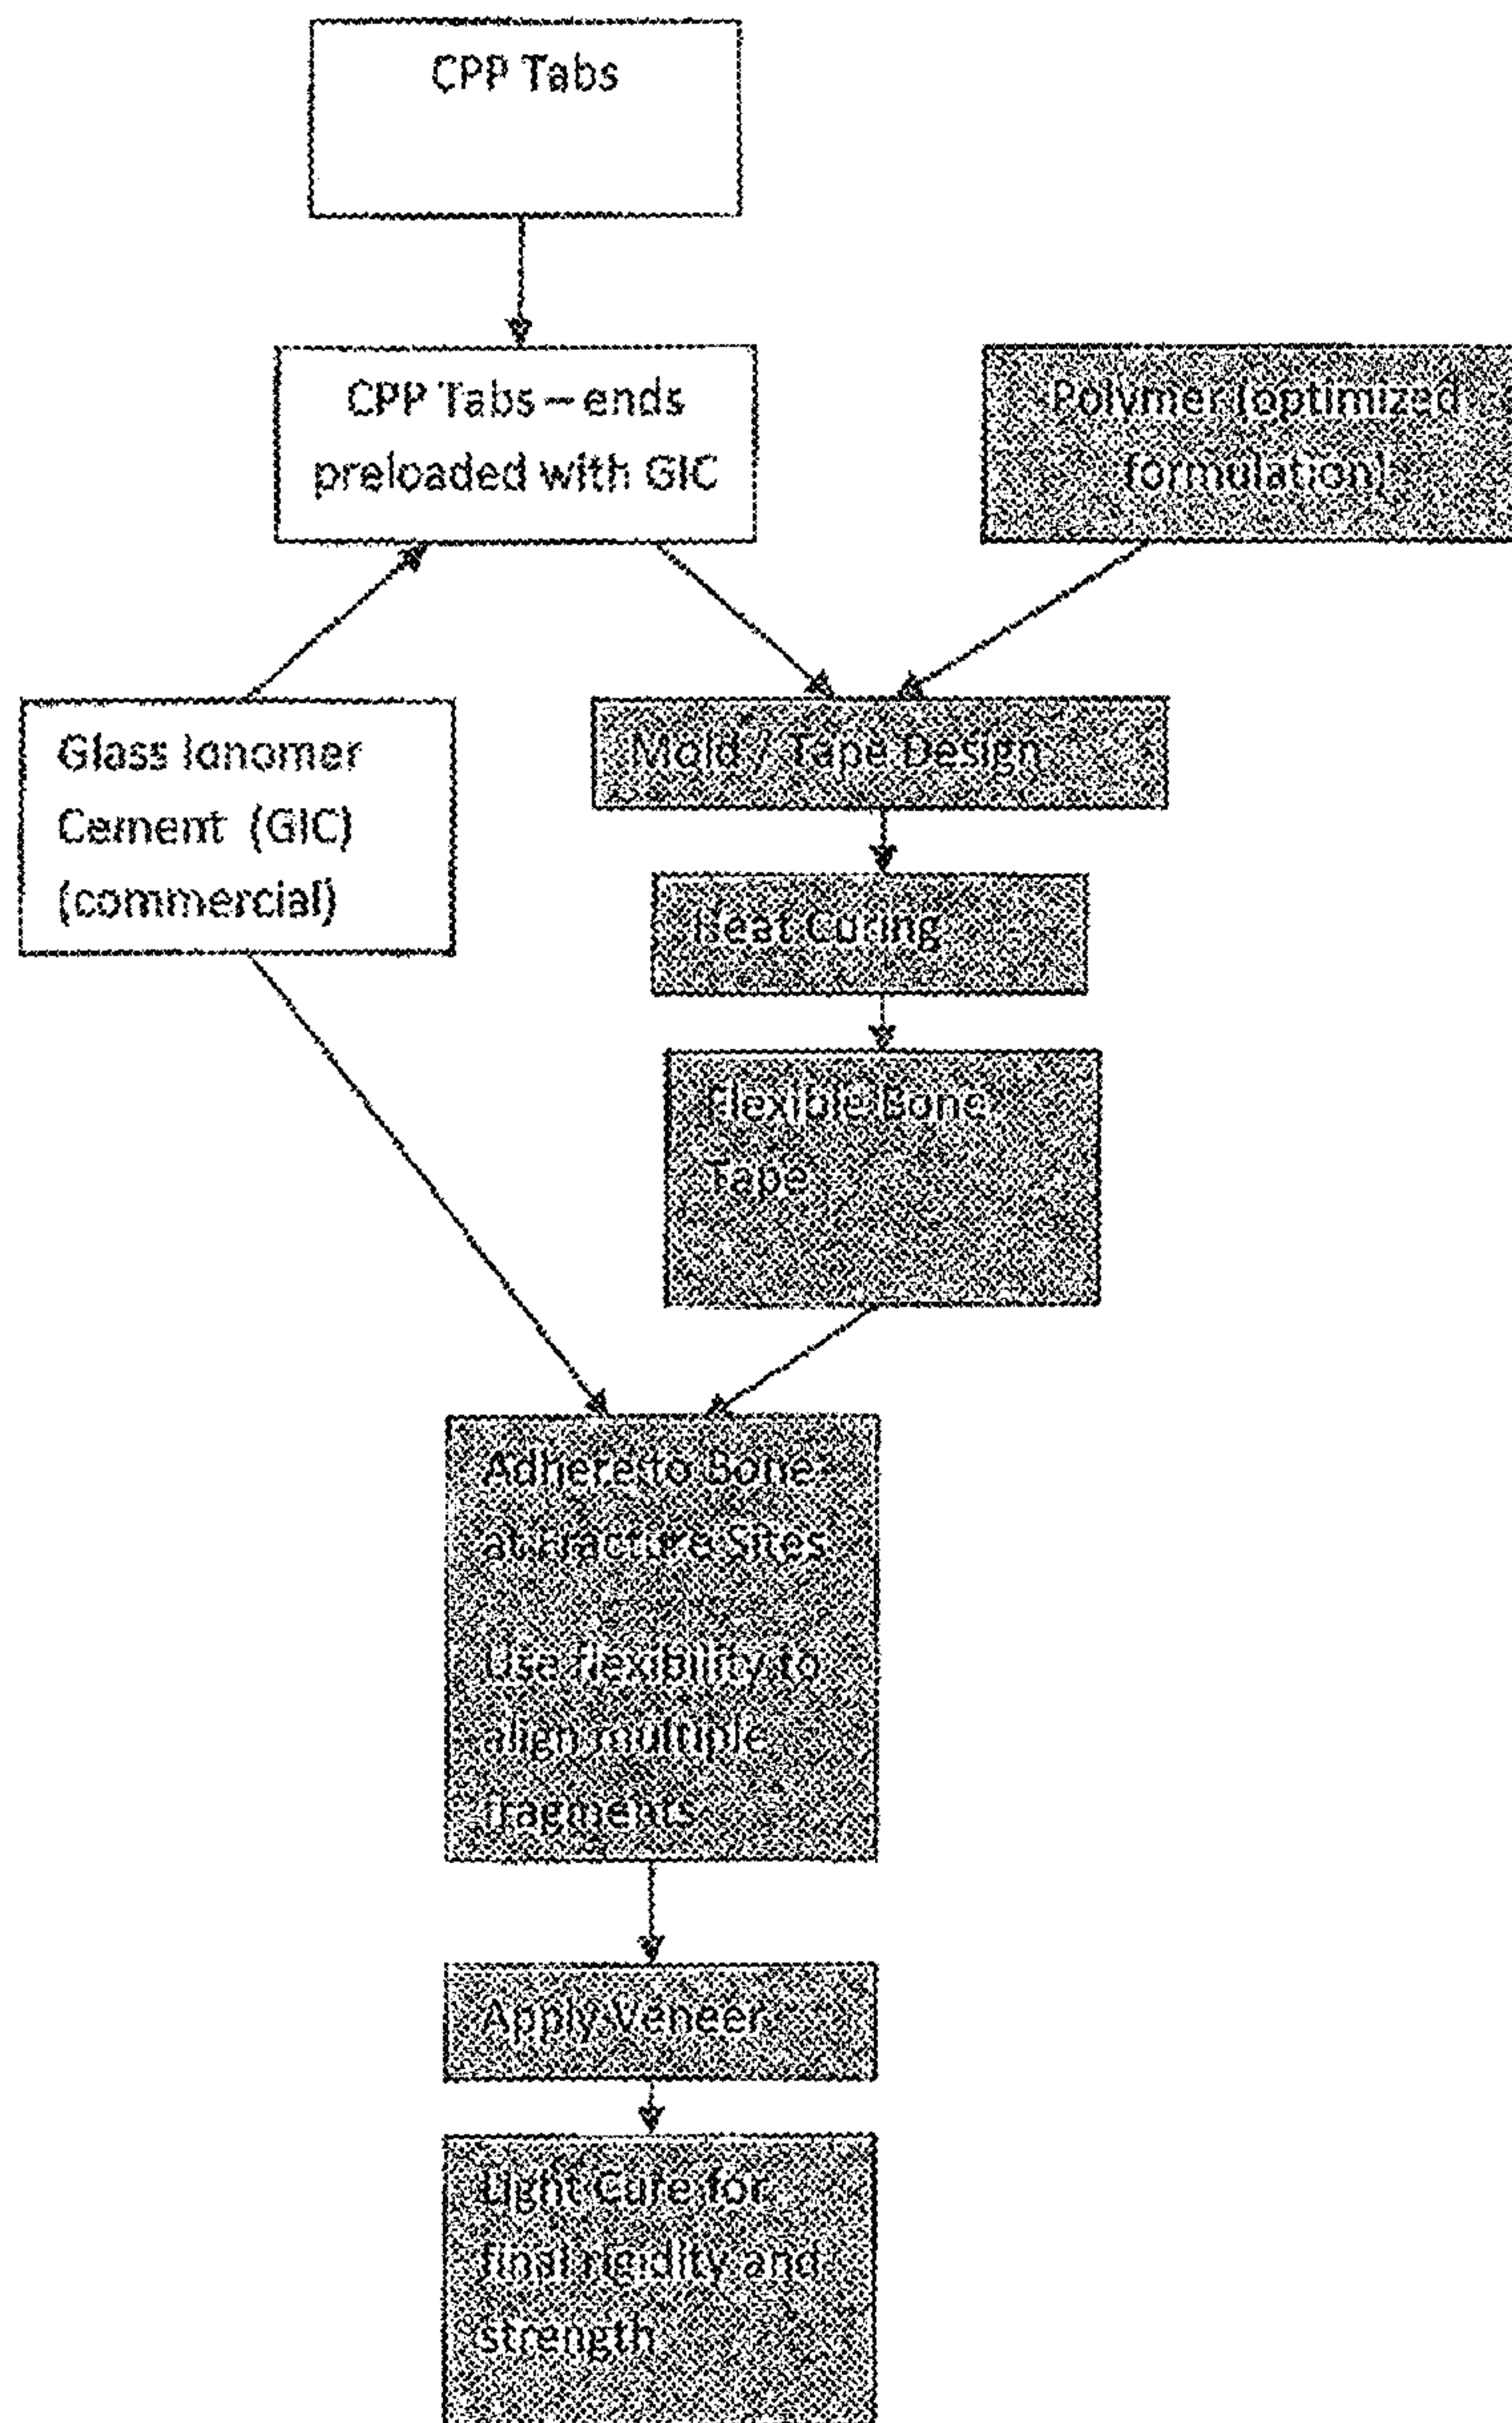 CPP Tabs
CPP Tabs – ends
preloaded with GIC
Polymer (optimized
formulation)
Glass Ionomer
Cement (GIC)
(commercial)
Mold / Tape Design
Heat Curing
Flexible Bone
Tape
Adhere to Bone
at Fracture Sites
Use flexibility to
align multiple
fragments
Apply Veneer
Light Cure for
final rigidity and
strength